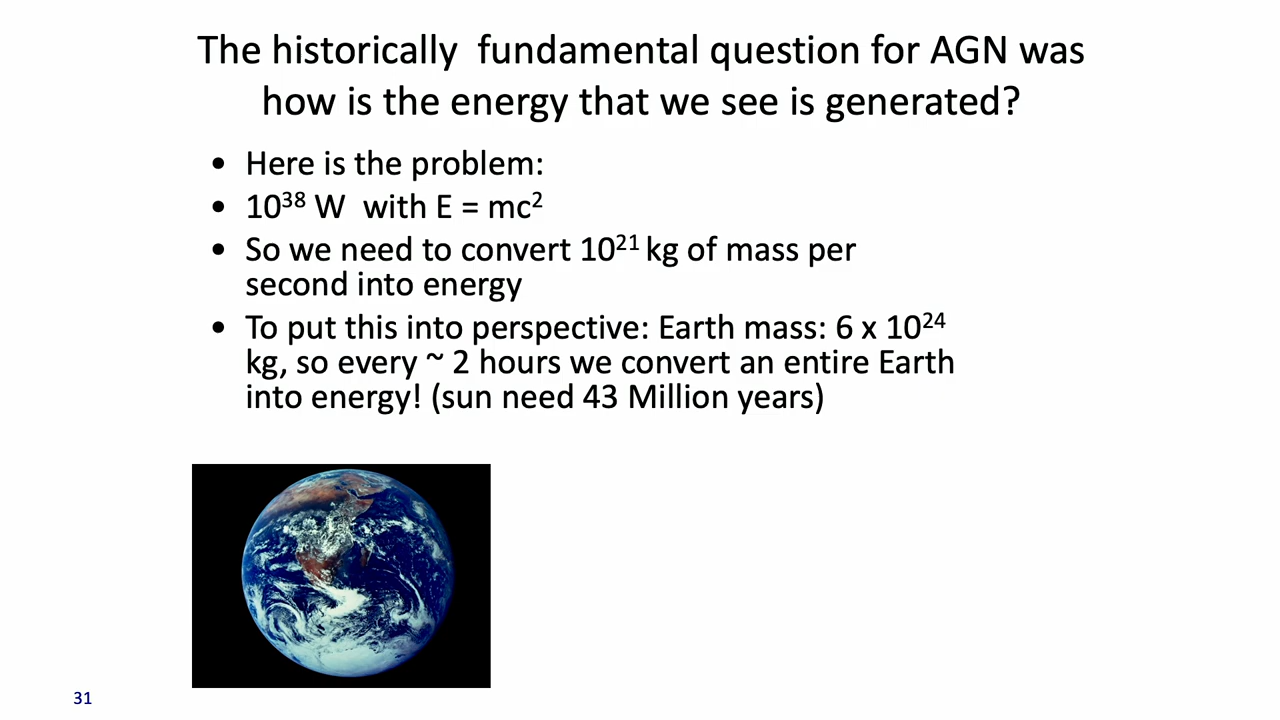 The historically  fundamental question for AGN was
how is the energy that we see is generated?
• Here is the problem:
• 10³⁸ W  with E = mc²
• So we need to convert 10²¹ kg of mass per
second into energy
• To put this into perspective: Earth mass: 6 x 10²⁴
kg, so every ~ 2 hours we convert an entire Earth
into energy! (sun need 43 Million years)
31